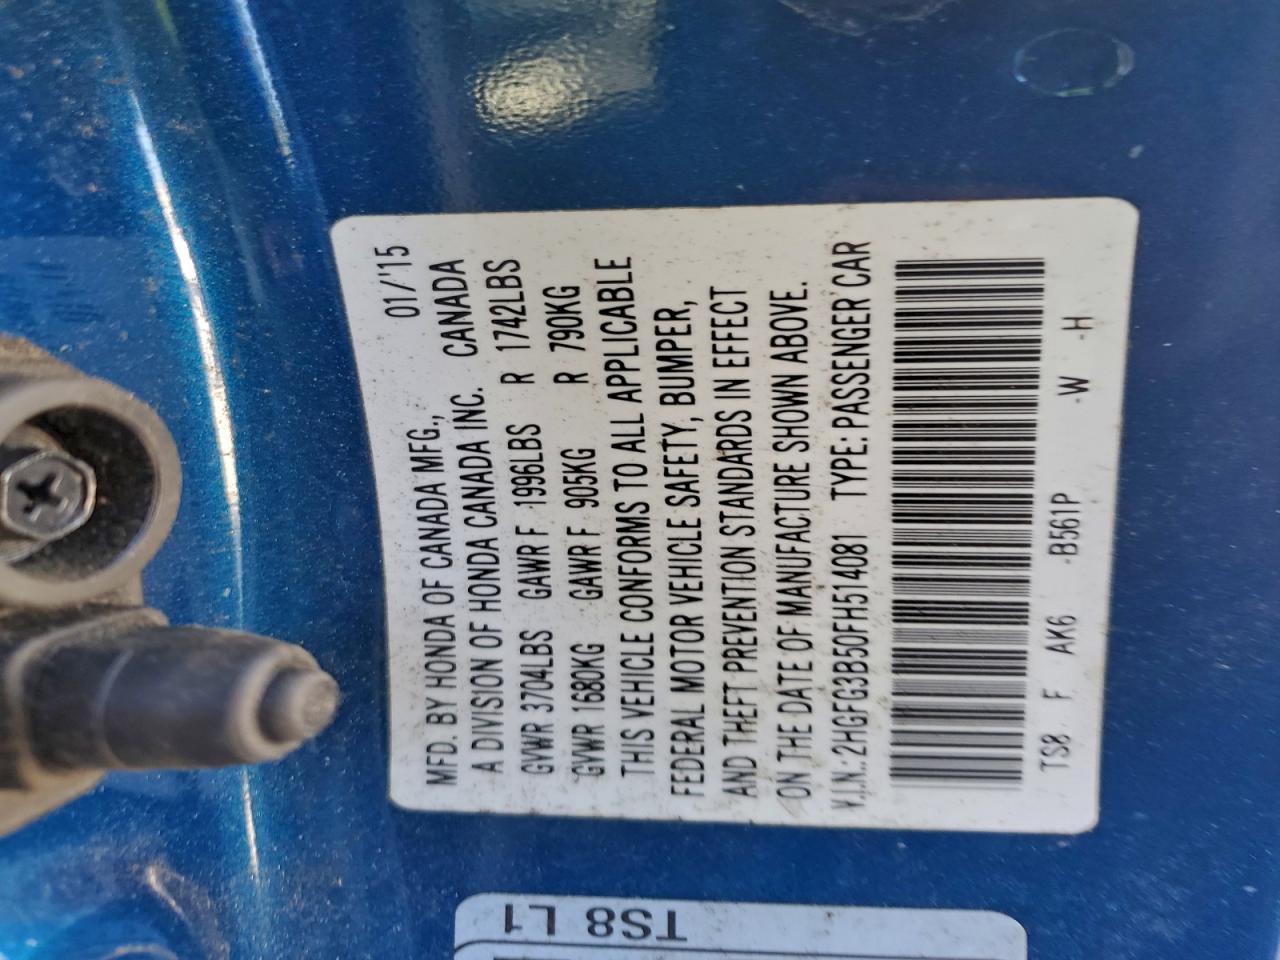 01/'15
MFD. BY HONDA OF CANADA MFG.,
A DIVISION OF HONDA CANADA INC. CANADA
GVWR 3704LBS GAWR F 1996LBS R 1742LBS
GVWR 1680KG GAWR F 905KG R 790KG
THIS VEHICLE CONFORMS TO ALL APPLICABLE
FEDERAL MOTOR VEHICLE SAFETY, BUMPER,
AND THEFT PREVENTION STANDARDS IN EFFECT
ON THE DATE OF MANUFACTURE SHOWN ABOVE.
V.I.N.:2HGFG3B50FH514081 TYPE: PASSENGER CAR
TS8 F AK6 -B561P -W -H
TS8 L1